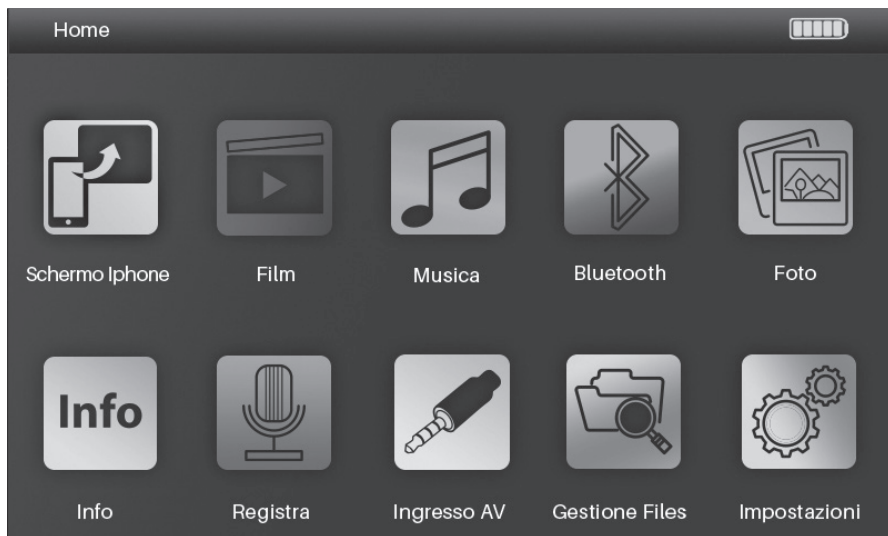 Home
Schermo Iphone
Film
Musica
Bluetooth
Foto
Info
Info
Registra
Ingresso AV
Gestione Files
Impostazioni